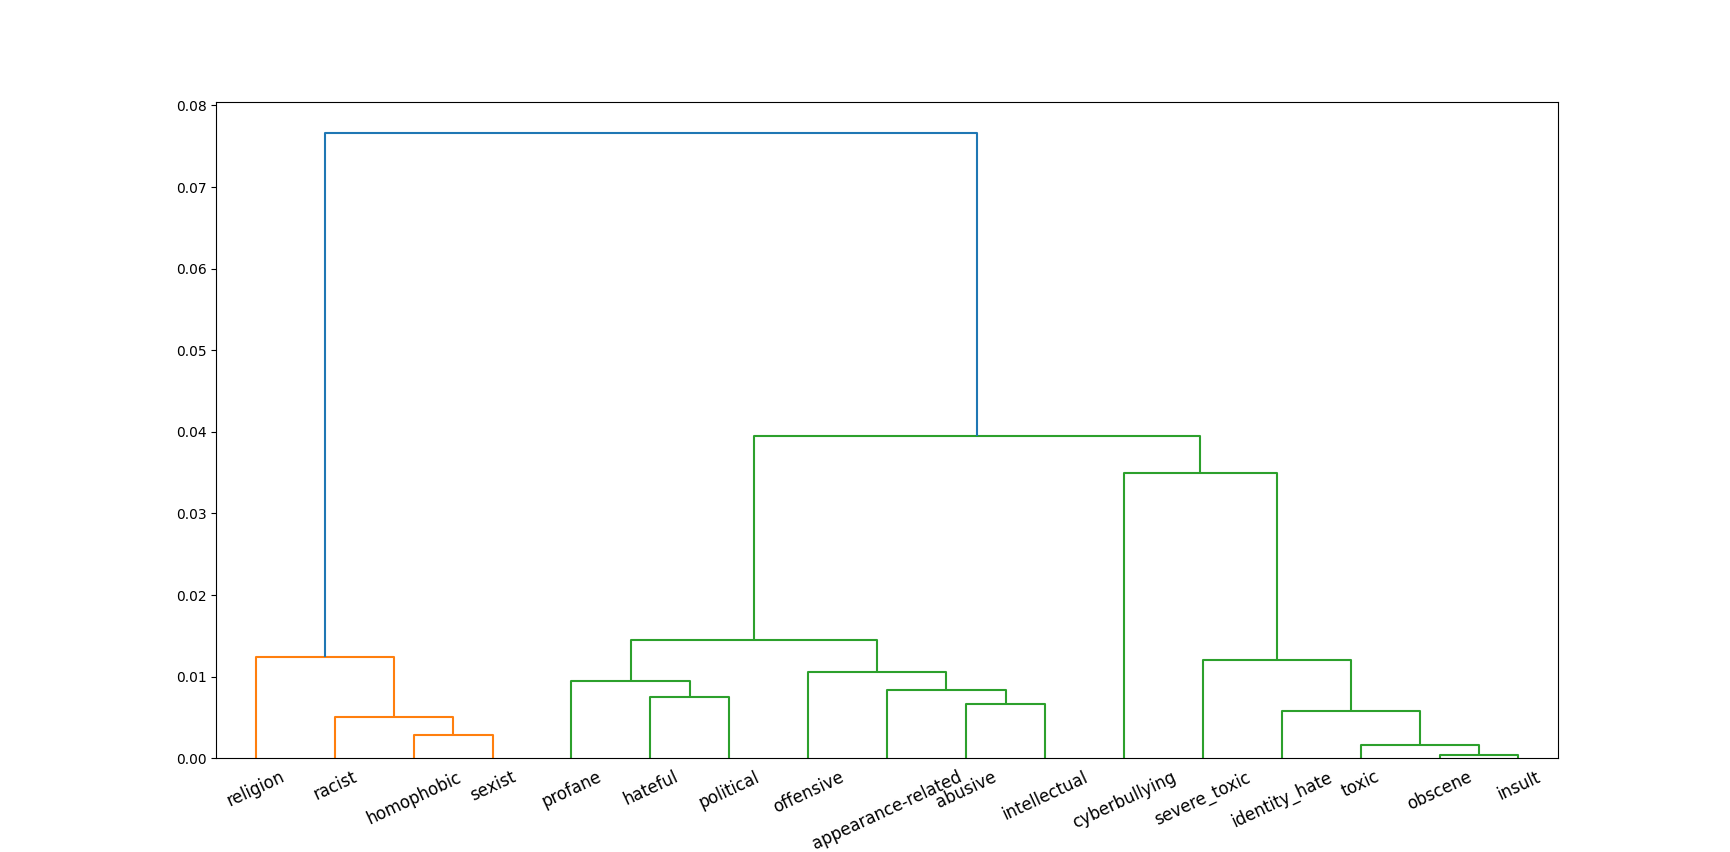 0.08
0.07
0.06
0.05
0.04
0.03
0.02
0.01
0.00
religion
racist
homophobic
sexist
profane
hateful
political
offensive
appearance-related
abusive
intellectual
cyberbullying
severe_toxic
identity_hate
toxic
obscene
insult